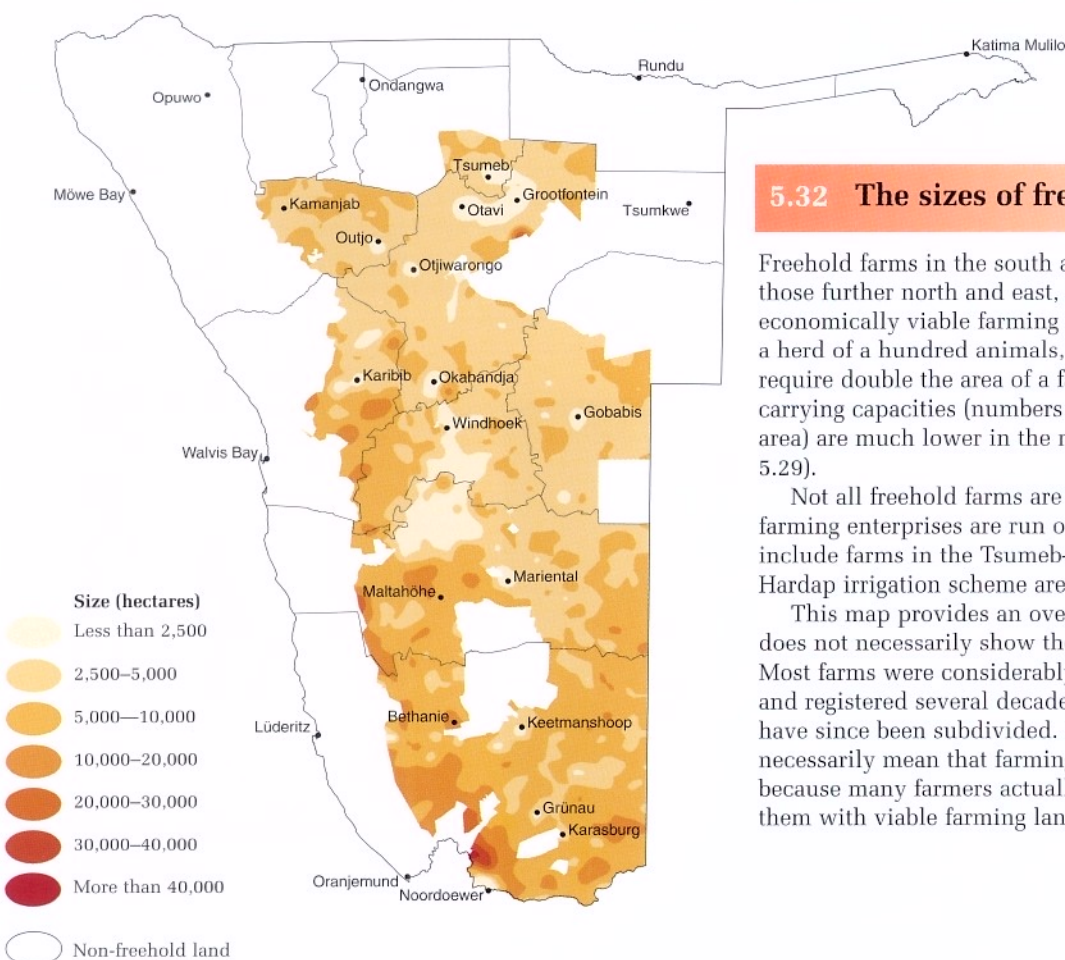 Katima Mulilo
Rundu
Ondangwa
Opuwo
Tsumeb
Möwe Bay
Grootfontein
Kamanjab
Otavi
Tsumkwe
Outjo
Otjiwarongo
Karibib
Okahandja
Gobabis
Windhoek
Walvis Bay
Mariental
Maltahöhe
Bethanie
Keetmanshoop
Lüderitz
Grünau
Karasburg
Oranjemund
Noordoewer
Size (hectares)
Less than 2,500
2,500–5,000
5,000—10,000
10,000–20,000
20,000–30,000
30,000–40,000
More than 40,000
Non-freehold land
5.32 The sizes of fre
Freehold farms in the south a
those further north and east,
economically viable farming
a herd of a hundred animals,
require double the area of a f
carrying capacities (numbers
area) are much lower in the
5.29).
Not all freehold farms are
farming enterprises are run o
include farms in the Tsumeb-
Hardap irrigation scheme are
This map provides an ove
does not necessarily show th
Most farms were considerably
and registered several decade
have since been subdivided.
necessarily mean that farming
because many farmers actual
them with viable farming lan